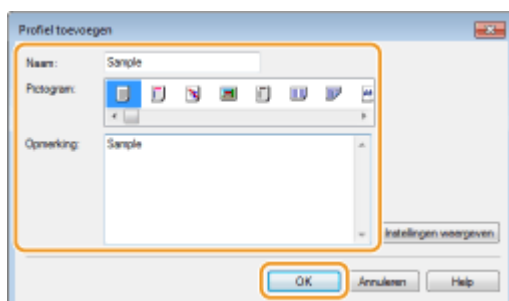 Profiel toevoegen
Naam: Sample
Pictogram:
Opmerking: Sample
Instellingen weergeven
OK Annuleren Help